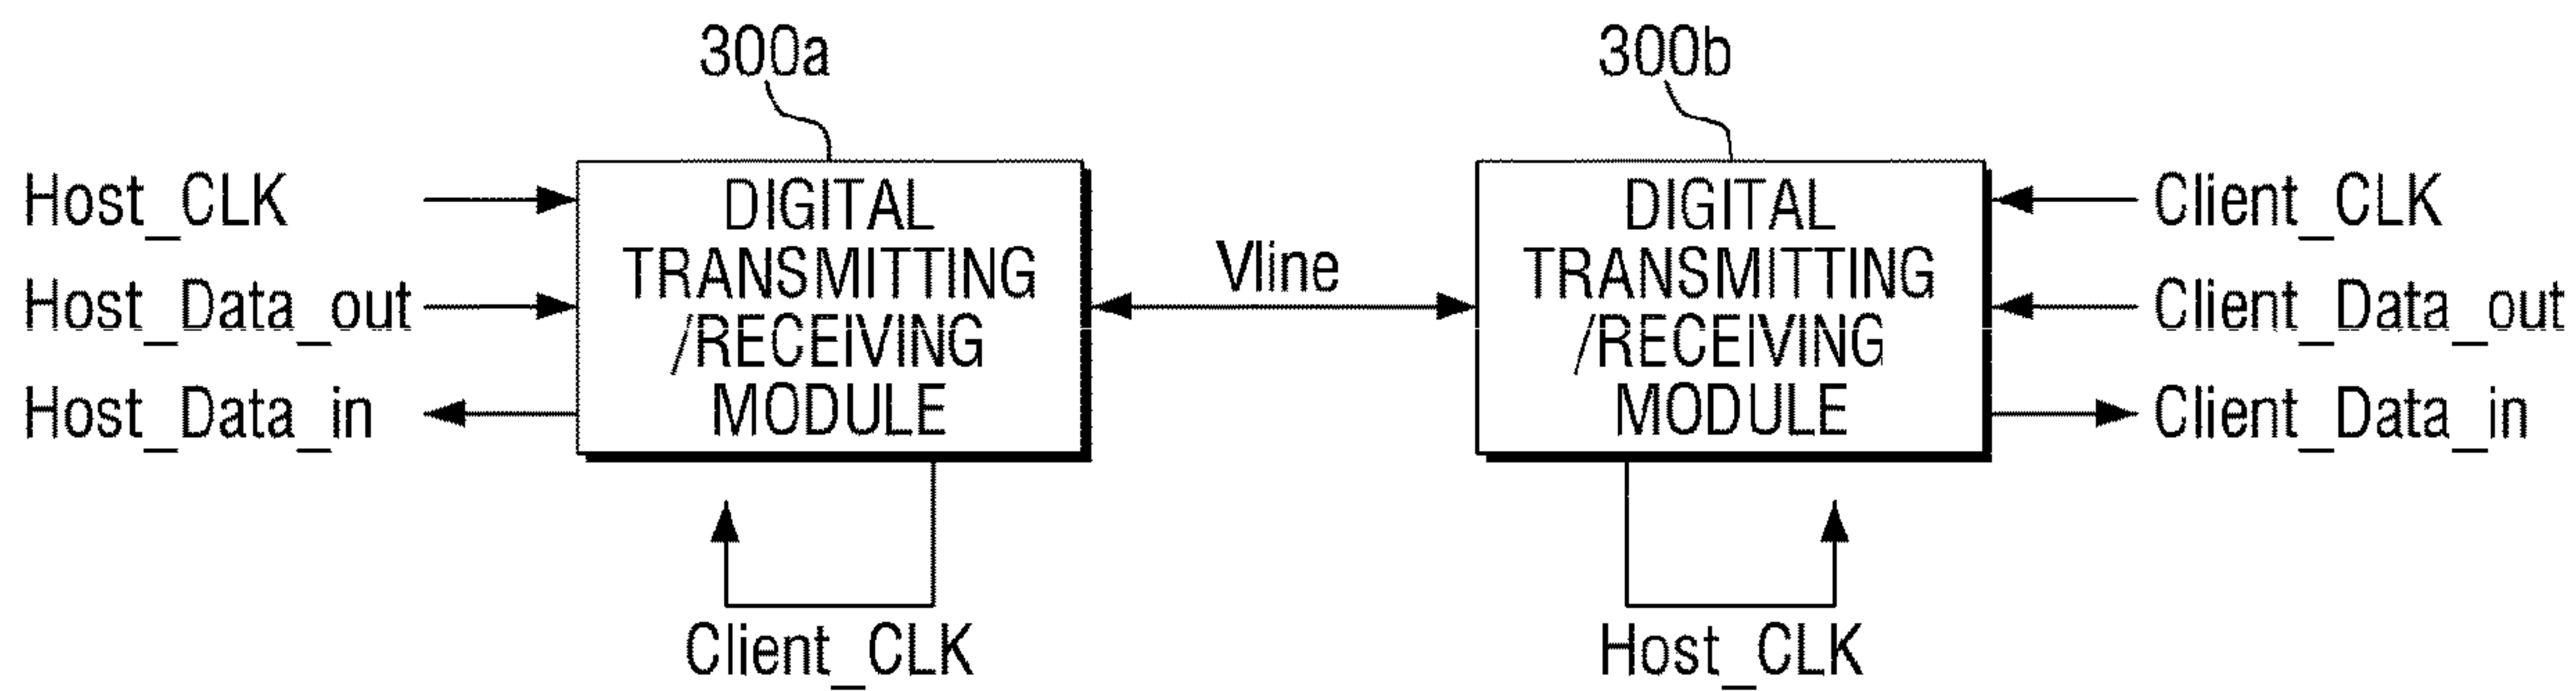 300a
300b
Host_CLK
Host_Data_out
Host_Data_in
DIGITAL
TRANSMITTING
/RECEIVING
MODULE
Vline
DIGITAL
TRANSMITTING
/RECEIVING
MODULE
Client_CLK
Client_Data_out
Client_Data_in
Client_CLK
Host_CLK